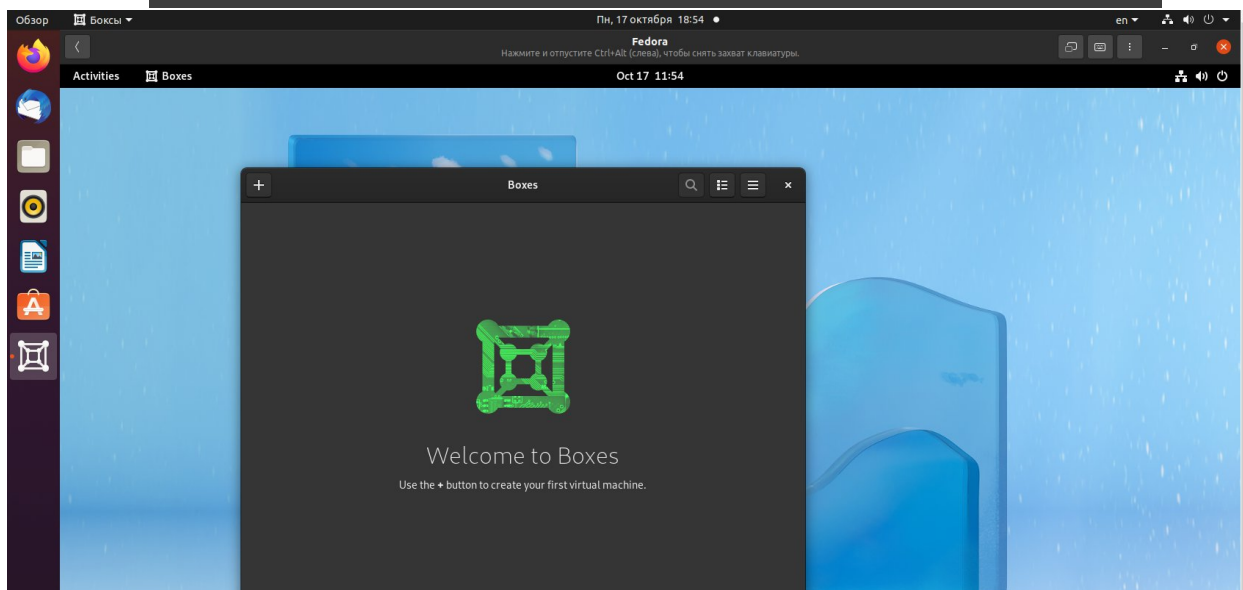 Обзор Боксы Пн, 17 октября 18:54 en
Fedora
Нажмите и отпустите Ctrl+Alt (слева), чтобы снять захват клавиатуры.
Activities Boxes Oct 17 11:54
Boxes
Welcome to Boxes
Use the + button to create your first virtual machine.